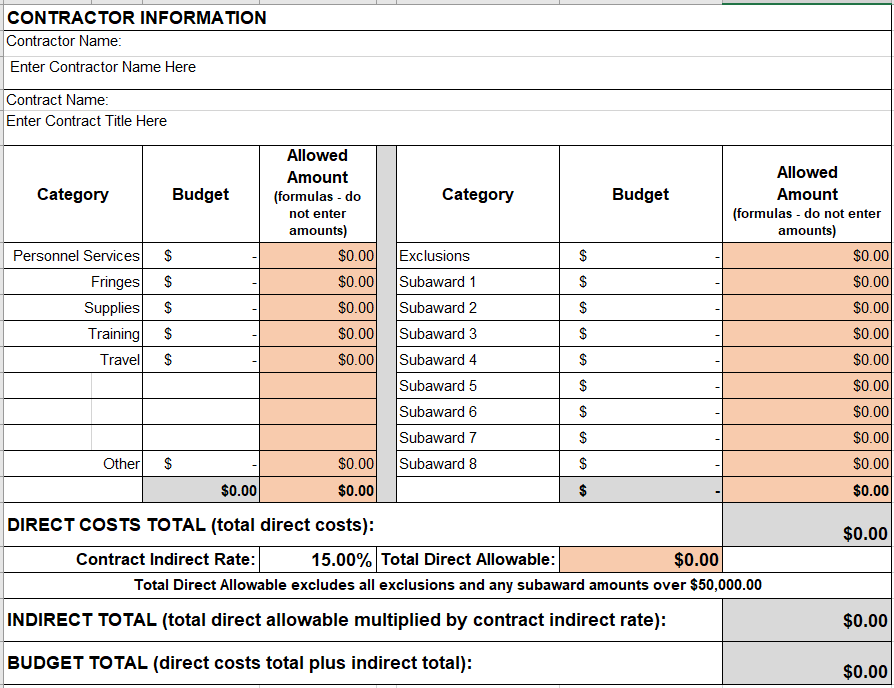 CONTRACTOR INFORMATION
Contractor Name:
Enter Contractor Name Here
Contract Name:
Enter Contract Title Here
Category Budget Allowed Amount (formulas - do not enter amounts) Category Budget Allowed Amount (formulas - do not enter amounts)
Personnel Services $ - $0.00 Exclusions $ - $0.00
Fringes $ - $0.00 Subaward 1 $ - $0.00
Supplies $ - $0.00 Subaward 2 $ - $0.00
Training $ - $0.00 Subaward 3 $ - $0.00
Travel $ - $0.00 Subaward 4 $ - $0.00
Subaward 5 $ - $0.00
Subaward 6 $ - $0.00
Subaward 7 $ - $0.00
Other $ - $0.00 Subaward 8 $ - $0.00
$0.00 $0.00 $ - $0.00
DIRECT COSTS TOTAL (total direct costs): $0.00
Contract Indirect Rate: 15.00% Total Direct Allowable: $0.00
Total Direct Allowable excludes all exclusions and any subaward amounts over $50,000.00
INDIRECT TOTAL (total direct allowable multiplied by contract indirect rate): $0.00
BUDGET TOTAL (direct costs total plus indirect total): $0.00